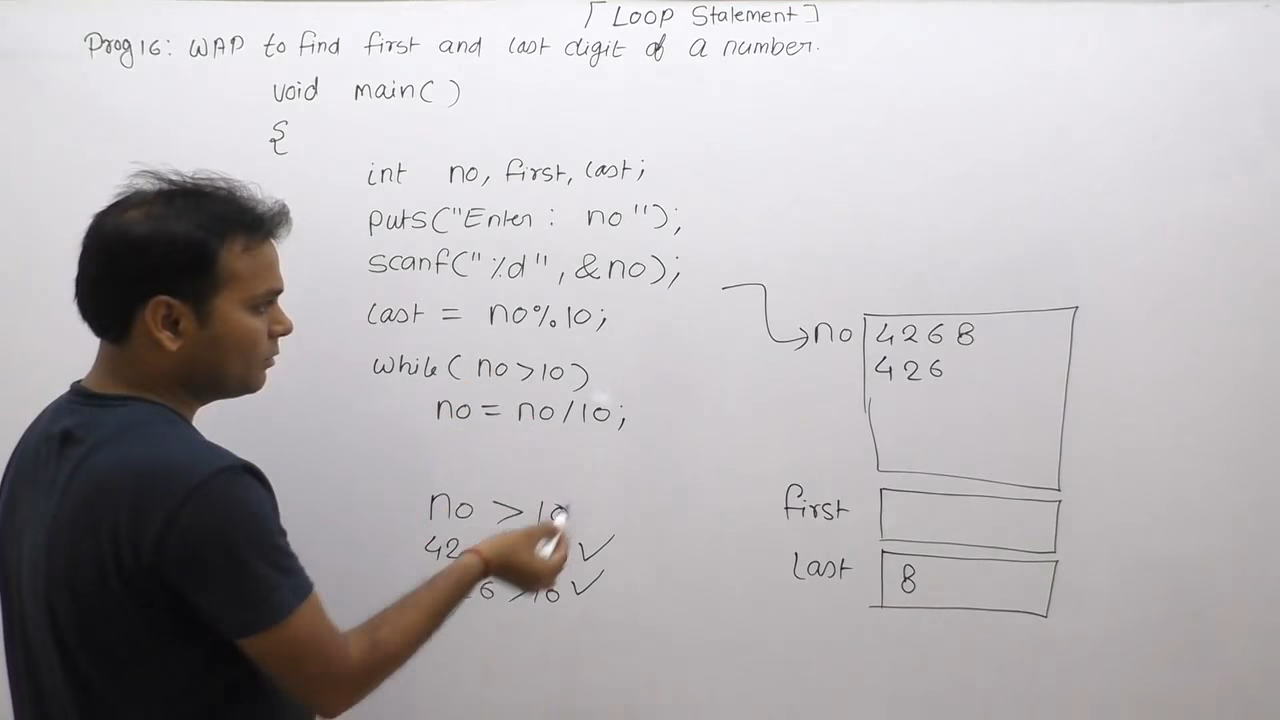 [Loop Statement]
Prog 16: WAP to find first and last digit of a number.
void main( )
{
int no, first, last;
puts("Enter: no");
scanf("%d", &no);
last = no%10;
while( no>10)
no = no/10;
no > 10
42 ✓
6 >10 ✓
no 4268
426
first
last 8